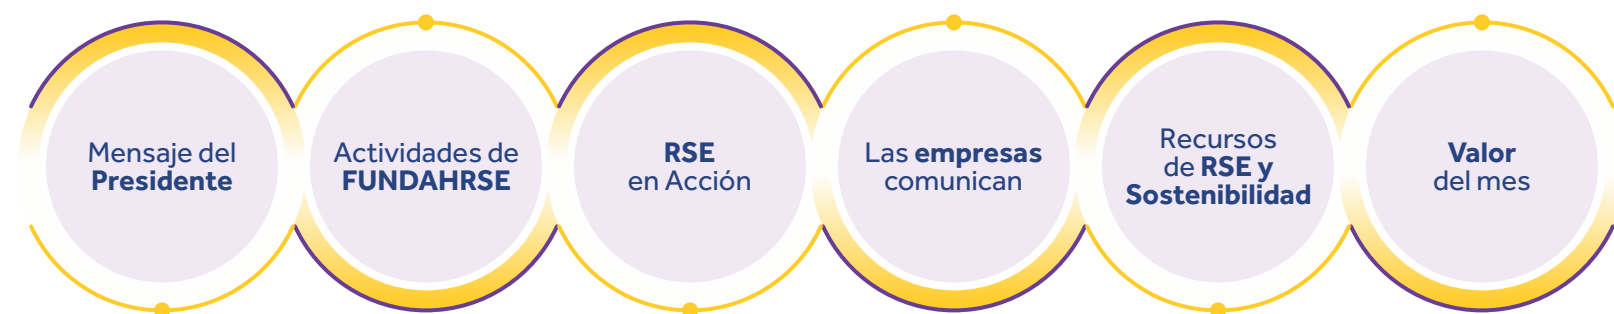 Mensaje del
Presidente
Actividades de
FUNDAHRSE
RSE
en Acción
Las empresas
comunican
Recursos
de RSE y
Sostenibilidad
Valor
del mes